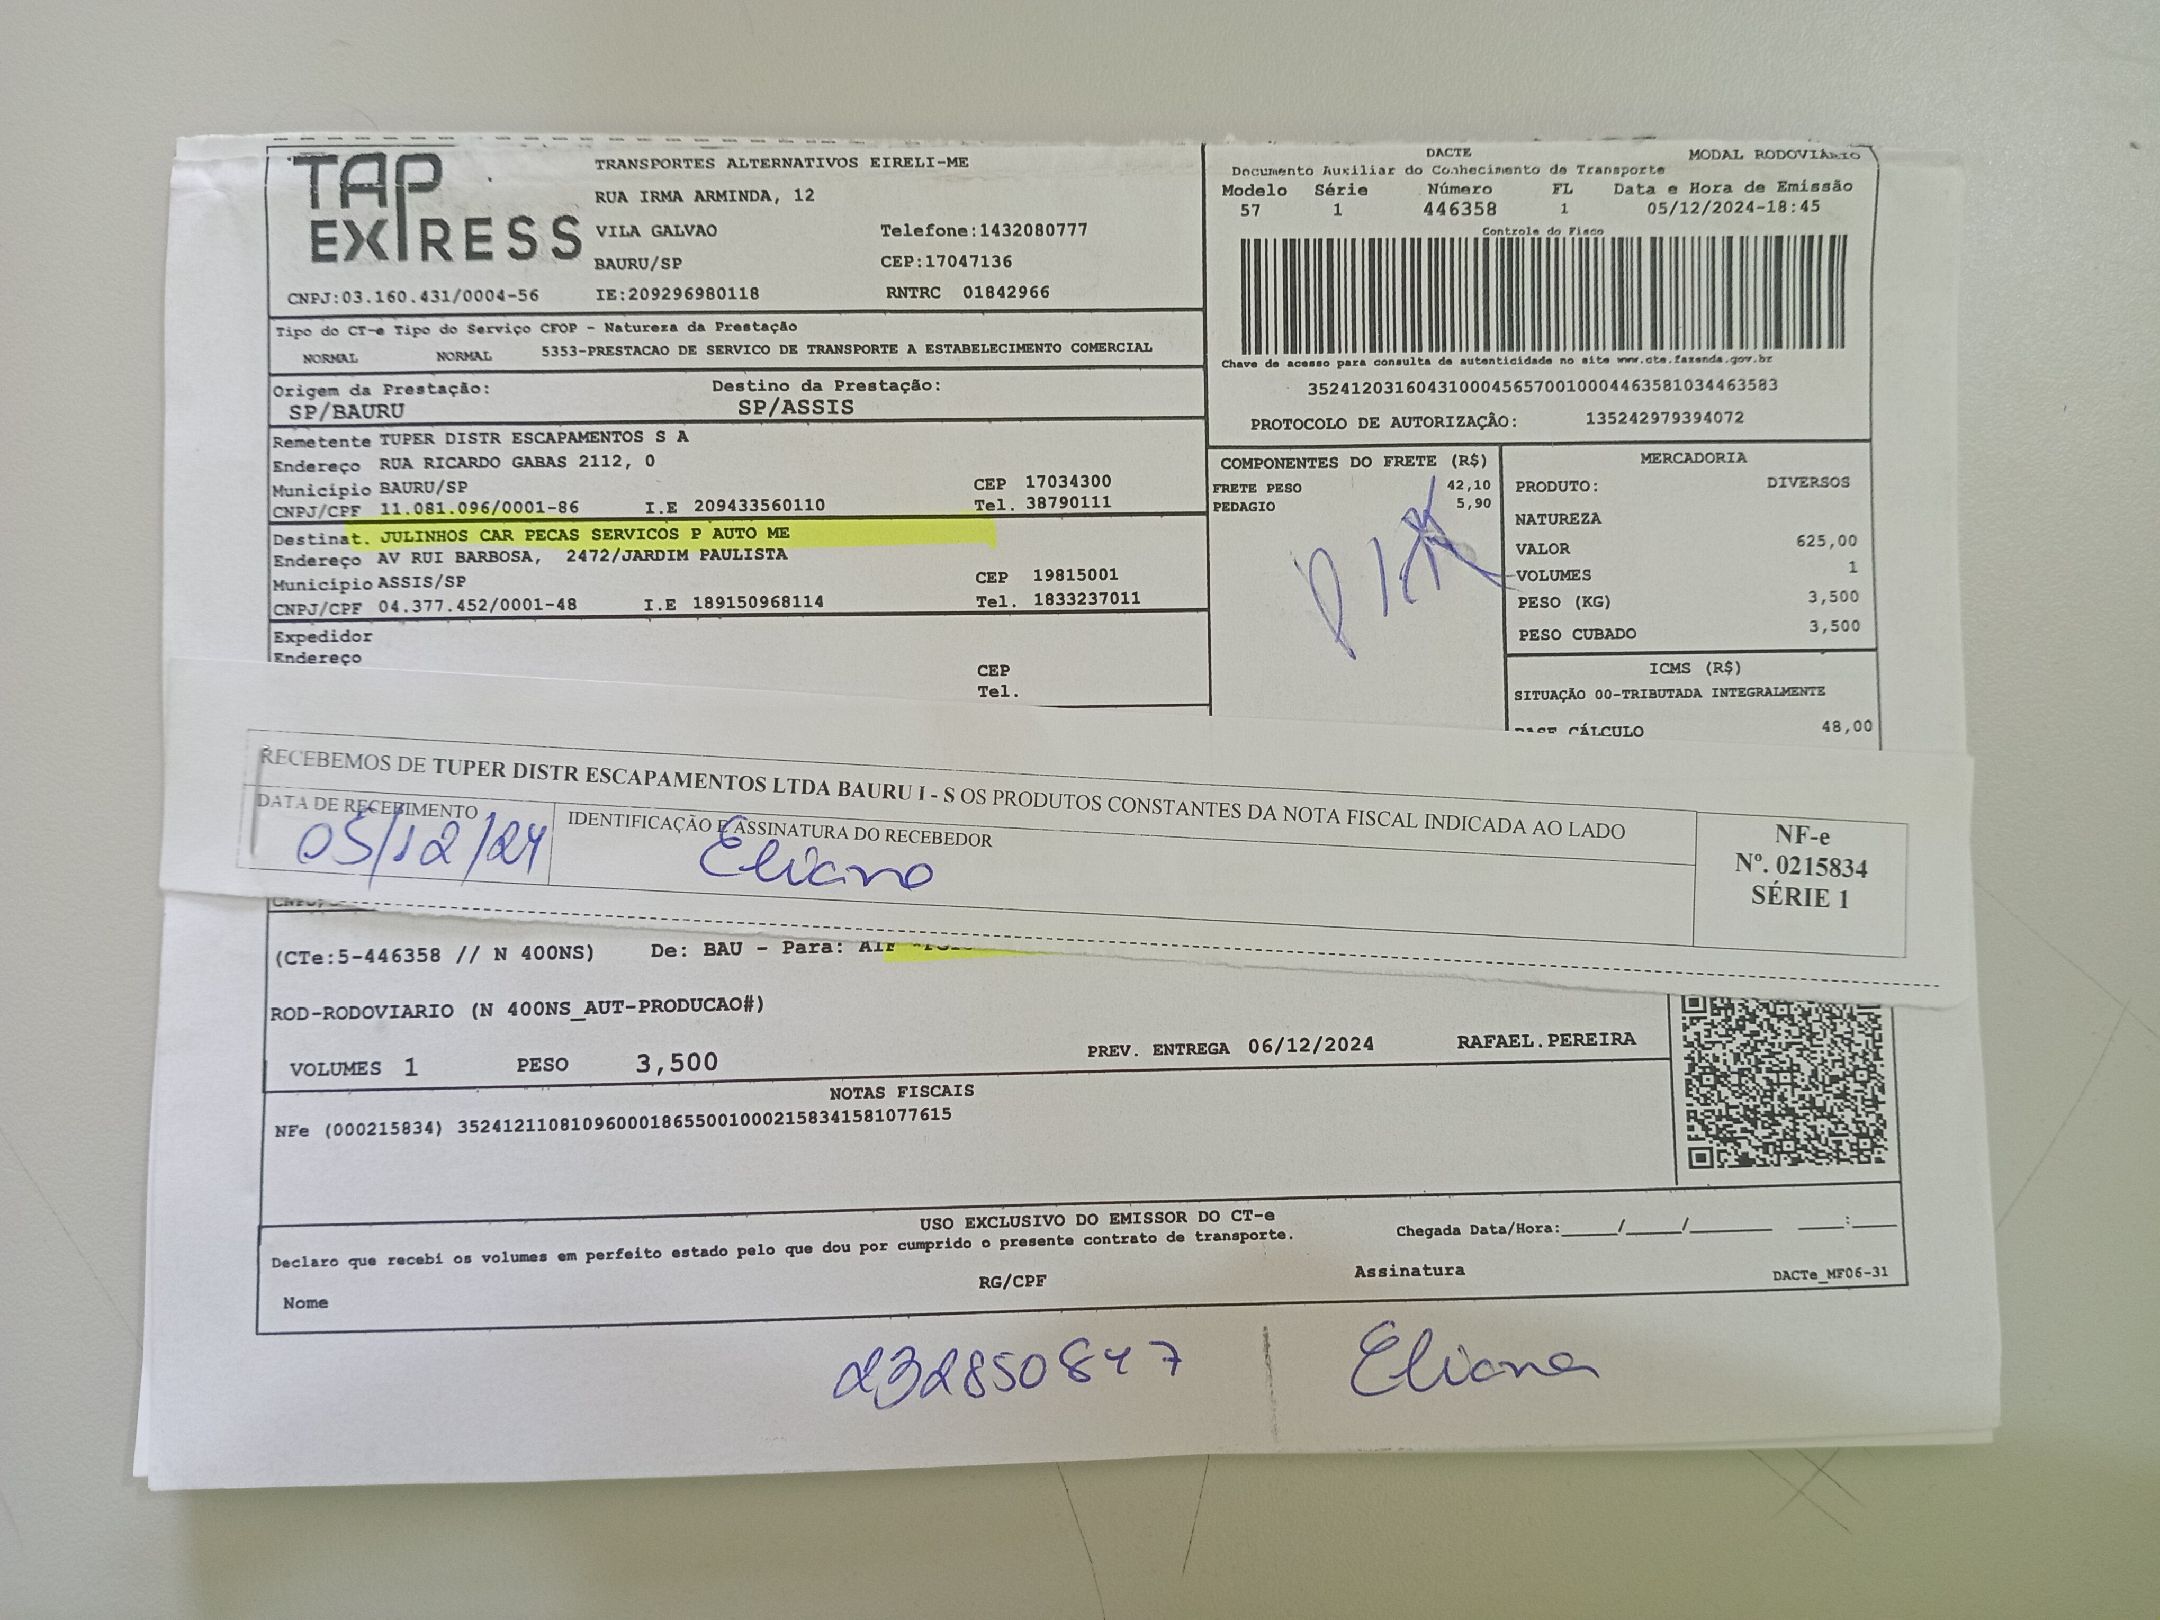 TAP EXPRESS
TRANSPORTES ALTERNATIVOS EIRELI-ME
RUA IRMA ARMINDA, 12
VILA GALVAO Telefone:1432080777
BAURU/SP CEP:17047136
CNPJ:03.160.431/0004-56 IE:209296980118 RNTRC 01842966
DACTE MODAL RODOVIÁRIO
Documento Auxiliar do Conhecimento de Transporte
Modelo Série Número FL Data e Hora de Emissão
57 1 446358 1 05/12/2024-18:45
Controle do Fisco
Chave de acesso para consulta de autenticidade no site www.cte.fazenda.gov.br
35241203160431000456570010004463581034463583
PROTOCOLO DE AUTORIZAÇÃO: 135242979394072
Tipo do CT-e Tipo do Serviço CFOP - Natureza da Prestação
NORMAL NORMAL 5353-PRESTACAO DE SERVICO DE TRANSPORTE A ESTABELECIMENTO COMERCIAL
Origem da Prestação: Destino da Prestação:
SP/BAURU SP/ASSIS
Remetente TUPER DISTR ESCAPAMENTOS S A
Endereço RUA RICARDO GABAS 2112, 0
Município BAURU/SP CEP 17034300
CNPJ/CPF 11.081.096/0001-86 I.E 209433560110 Tel. 38790111
Destinat. JULINHOS CAR PECAS SERVICOS P AUTO ME
Endereço AV RUI BARBOSA, 2472/JARDIM PAULISTA
Município ASSIS/SP CEP 19815001
CNPJ/CPF 04.377.452/0001-48 I.E 189150968114 Tel. 1833237011
Expedidor
Endereço
CEP
Tel.
COMPONENTES DO FRETE (R$)
FRETE PESO 42,10
PEDAGIO 5,90
MERCADORIA
PRODUTO: DIVERSOS
NATUREZA
VALOR 625,00
VOLUMES 1
PESO (KG) 3,500
PESO CUBADO 3,500
ICMS (R$)
SITUAÇÃO 00-TRIBUTADA INTEGRALMENTE
BASE CÁLCULO 48,00
RECEBEMOS DE TUPER DISTR ESCAPAMENTOS LTDA BAURU I - S OS PRODUTOS CONSTANTES DA NOTA FISCAL INDICADA AO LADO
DATA DE RECEBIMENTO IDENTIFICAÇÃO E ASSINATURA DO RECEBEDOR
05/12/24 Eliana
NF-e
Nº. 0215834
SÉRIE 1
(CTe:5-446358 // N 400NS) De: BAU - Para:
ROD-RODOVIARIO (N 400NS_AUT-PRODUCAO#)
VOLUMES 1 PESO 3,500 PREV. ENTREGA 06/12/2024 RAFAEL.PEREIRA
NOTAS FISCAIS
NFe (000215834) 35241211081096000186550010002158341581077615
USO EXCLUSIVO DO EMISSOR DO CT-e
Declaro que recebi os volumes em perfeito estado pelo que dou por cumprido o presente contrato de transporte.
Chegada Data/Hora:_____/_____/_______ ____:____
Nome RG/CPF Assinatura DACTe_MF06-31
232850847 Eliana